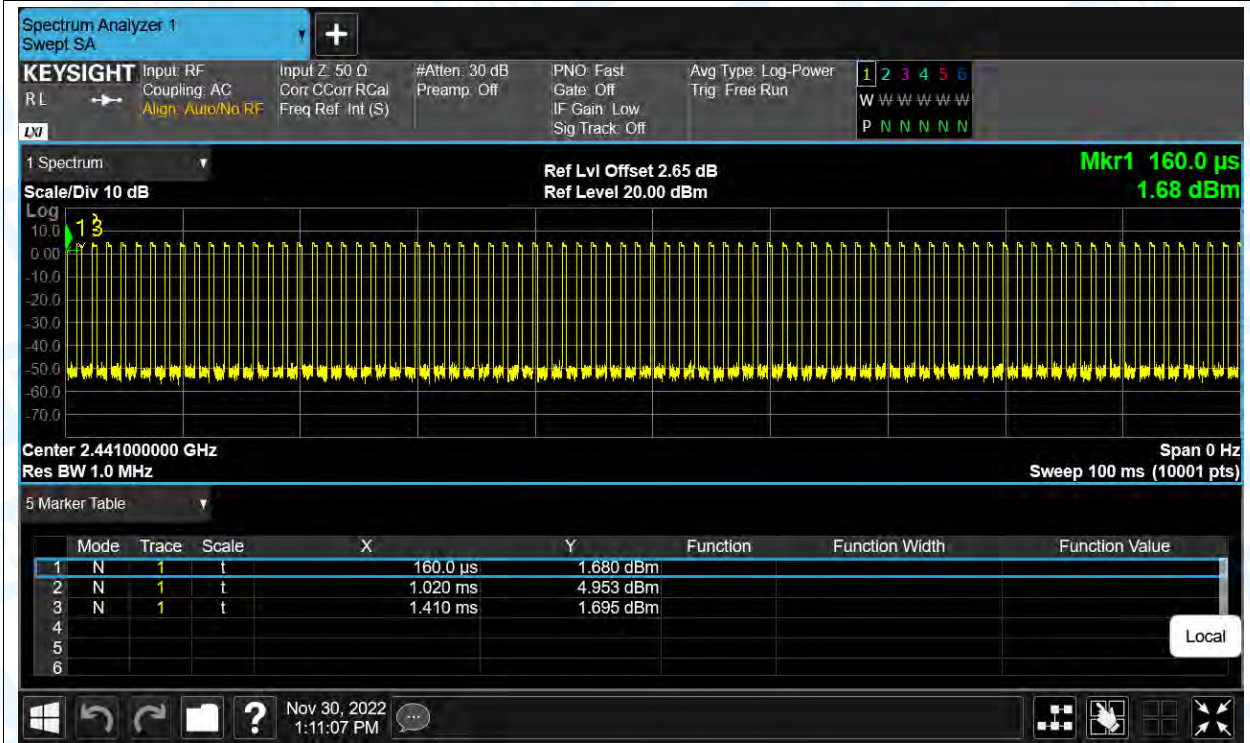 Spectrum Analyzer 1
Swept SA
+
KEYSIGHT Input: RF Input Z: 50 Ω #Atten: 30 dB PNO: Fast Avg Type: Log-Power 1 2 3 4 5 6
R L Coupling: AC Corr CCorr RCal Preamp: Off Gate: Off Trig: Free Run W W W W W W
Align: Auto/No RF Freq Ref: Int (S) IF Gain: Low
LXI Sig Track: Off P N N N N N
1 Spectrum Ref Lvl Offset 2.65 dB Mkr1 160.0 µs
Scale/Div 10 dB Ref Level 20.00 dBm 1.68 dBm
Log
10.0 1 3
0.00
-10.0
-20.0
-30.0
-40.0
-50.0
-60.0
-70.0
Center 2.441000000 GHz Span 0 Hz
Res BW 1.0 MHz Sweep 100 ms (10001 pts)
5 Marker Table
Mode Trace Scale X Y Function Function Width Function Value
1 N 1 t 160.0 µs 1.680 dBm
2 N 1 t 1.020 ms 4.953 dBm
3 N 1 t 1.410 ms 1.695 dBm
4
5
6
Local
? Nov 30, 2022
1:11:07 PM